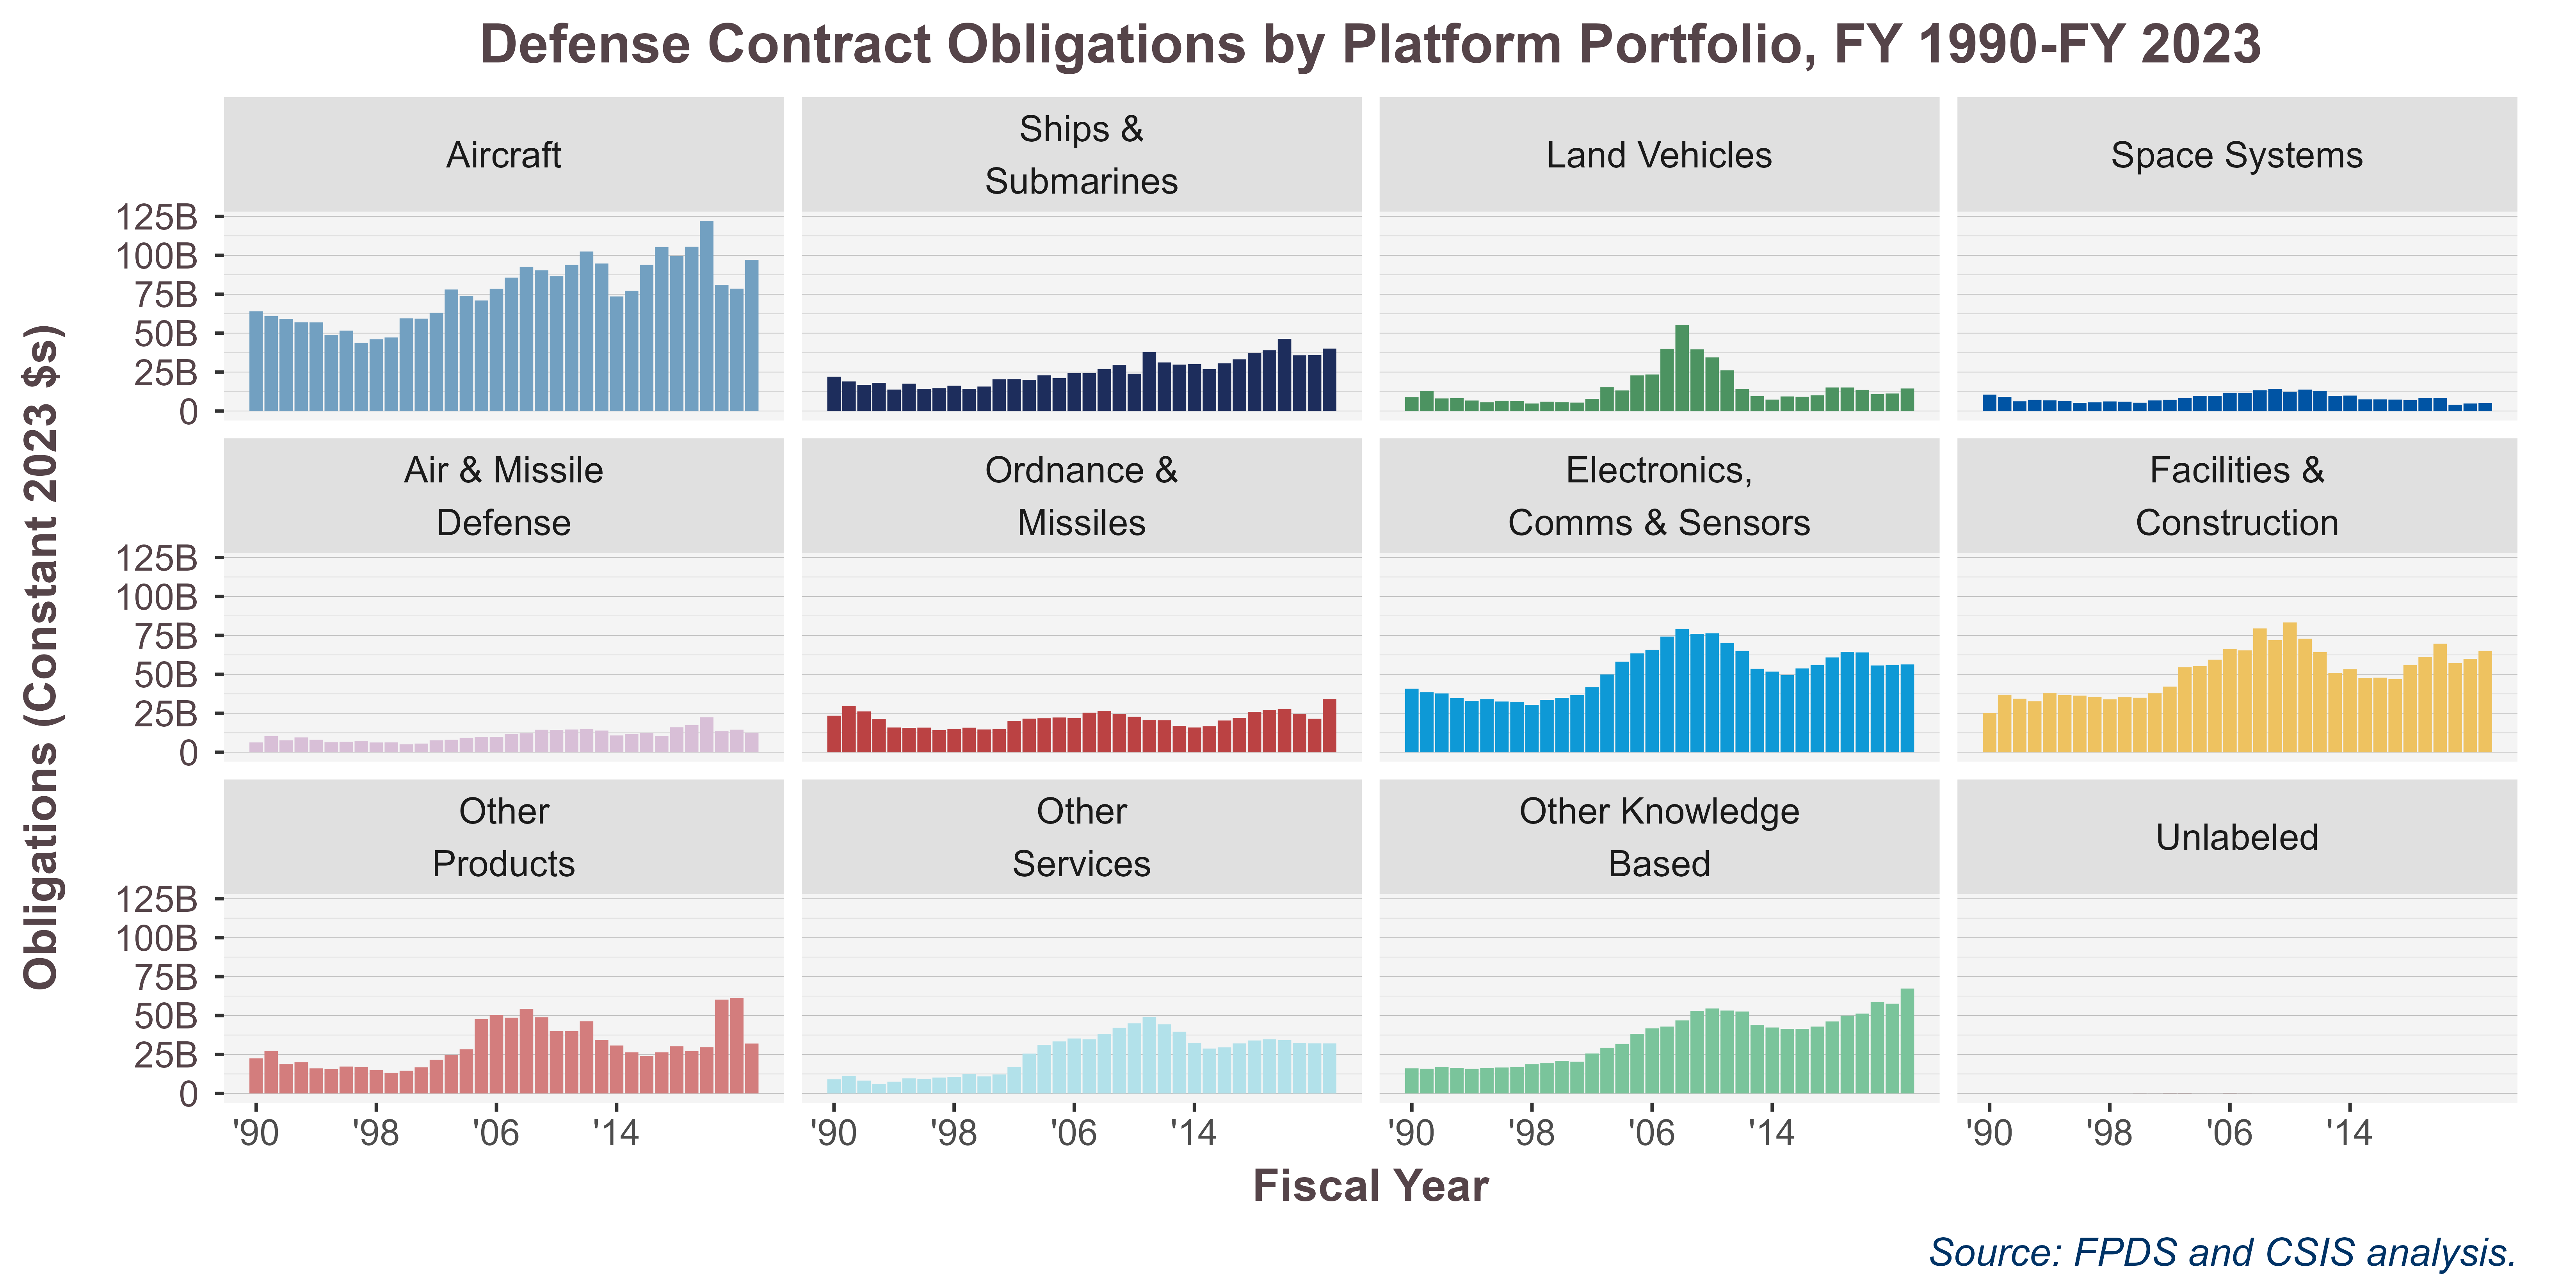 Defense Contract Obligations by Platform Portfolio, FY 1990-FY 2023
Obligations (Constant 2023 $s)
Aircraft
Ships &
Submarines
Land Vehicles
Space Systems
125B
100B
75B
50B
25B
0
Air & Missile
Defense
Ordnance &
Missiles
Electronics,
Comms & Sensors
Facilities &
Construction
125B
100B
75B
50B
25B
0
Other
Products
Other
Services
Other Knowledge
Based
Unlabeled
125B
100B
75B
50B
25B
0
'90 '98 '06 '14
'90 '98 '06 '14
'90 '98 '06 '14
'90 '98 '06 '14
Fiscal Year
Source: FPDS and CSIS analysis.